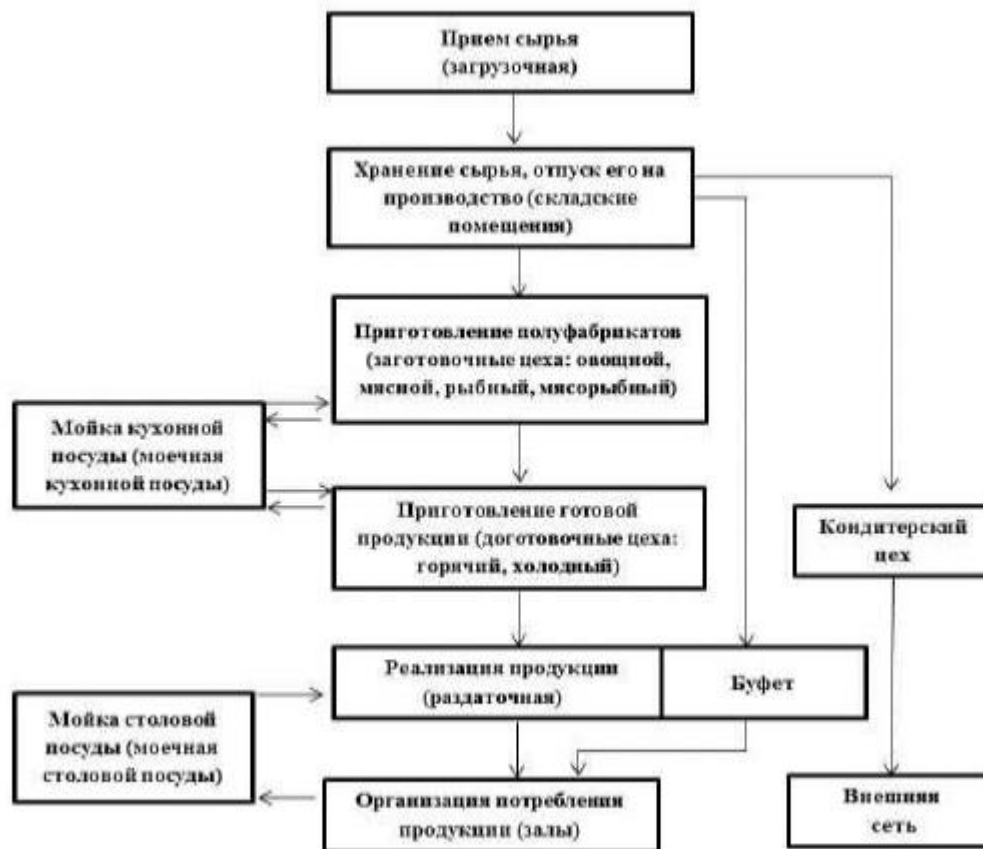 Прием сырья
(загрузочная)
Хранение сырья, отпуск его на
производство (складские
помещения)
Приготовление полуфабрикатов
(заготовочные цеха: овощной,
мясной, рыбный, мясорыбный)
Мойка кухонной
посуды (моечная
кухонной посуды)
Приготовление готовой
продукции (доготовочные цеха:
горячий, холодный)
Кондитерский
цех
Реализация продукции
(раздаточная)
Буфет
Мойка столовой
посуды (моечная
столовой посуды)
Организация потребления
продукции (залы)
Внешняя
сеть